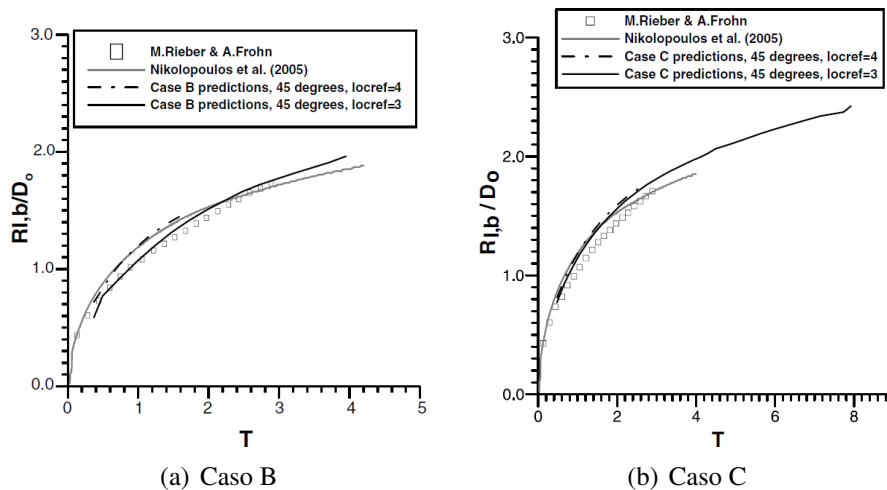 M.Rieber & A.Frohn
Nikolopoulos et al. (2005)
Case B predictions, 45 degrees, locref=4
Case B predictions, 45 degrees, locref=3
3.0
2.0
1.0
0.0
RI,b/Do
0
1
2
3
4
5
T
(a) Caso B
M.Rieber & A.Frohn
Nikolopoulos et al. (2005)
Case C predictions, 45 degrees, locref=4
Case C predictions, 45 degrees, locref=3
3.0
2.0
1.0
0.0
RI,b/ Do
0
2
4
6
8
T
(b) Caso C